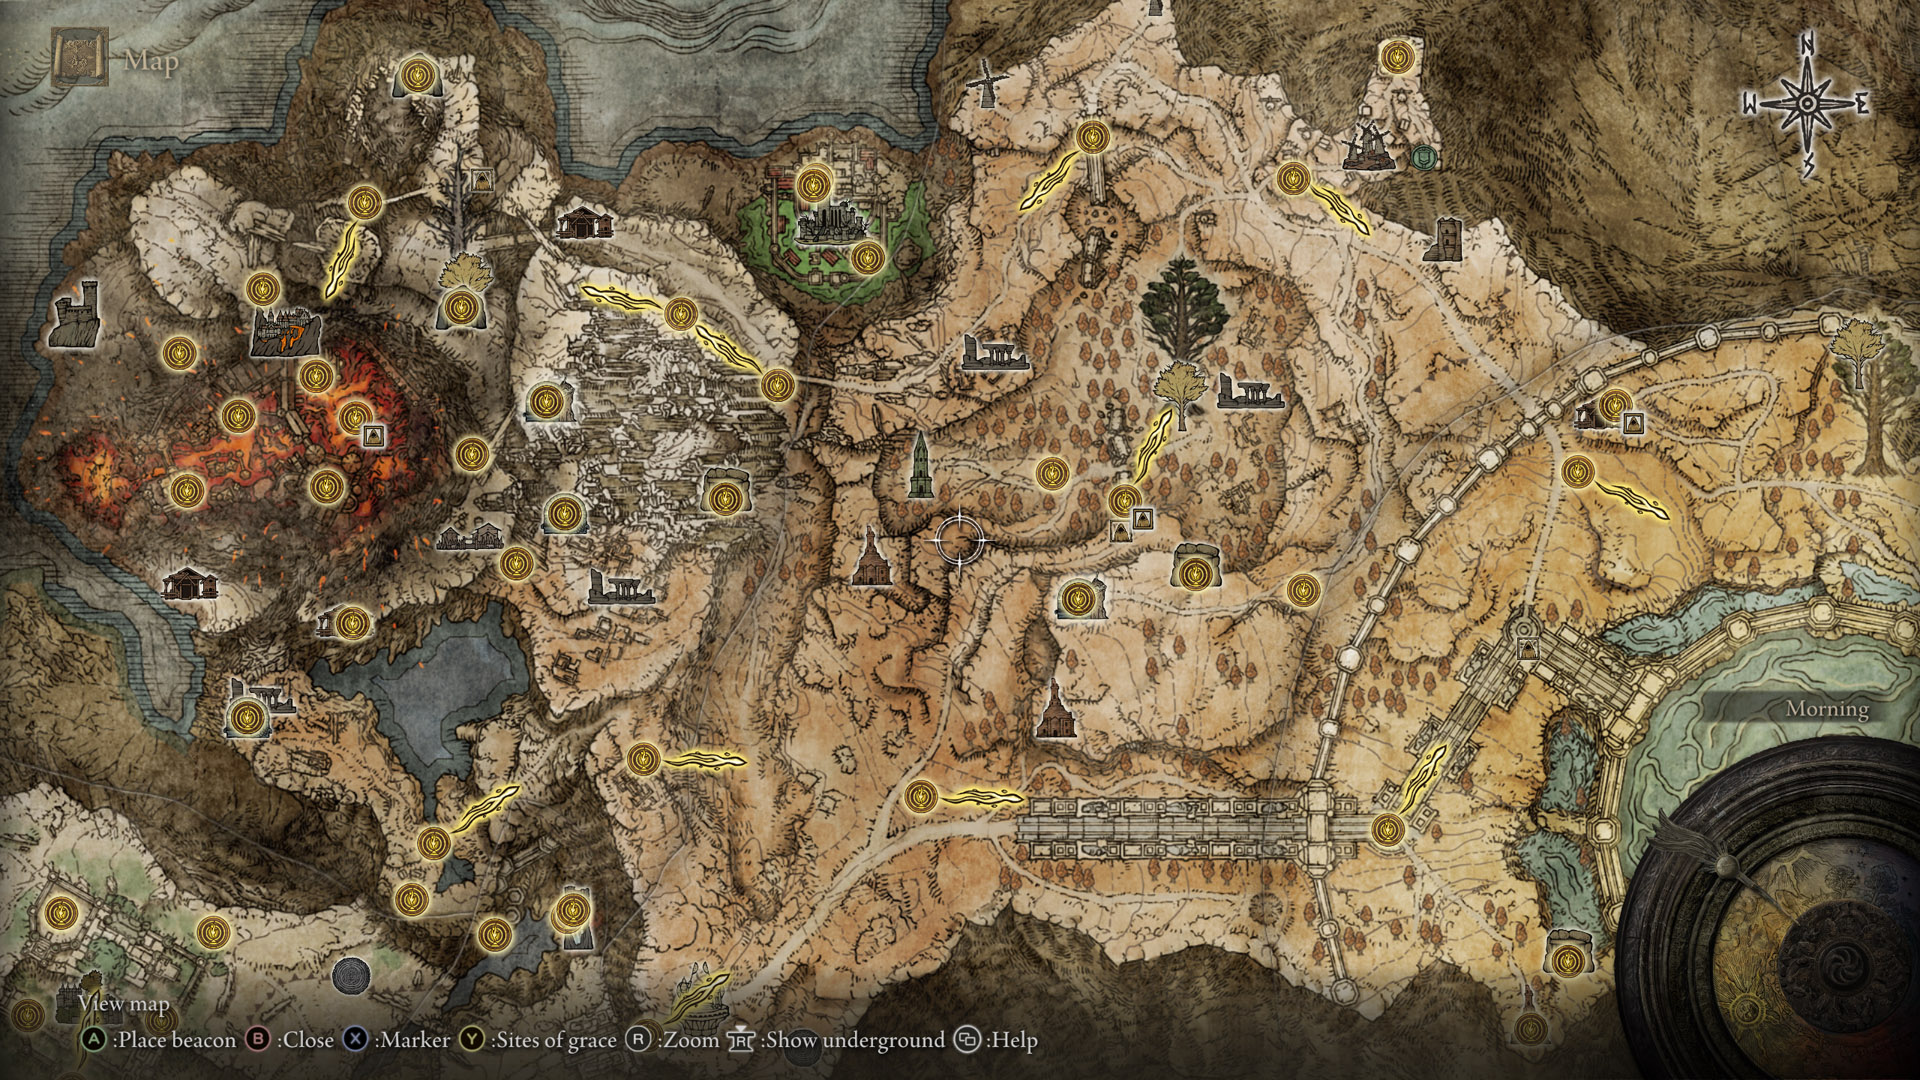 Map
N
W E
S
Morning
View map
A :Place beacon B :Close X :Marker Y :Sites of grace R :Zoom R :Show underground :Help